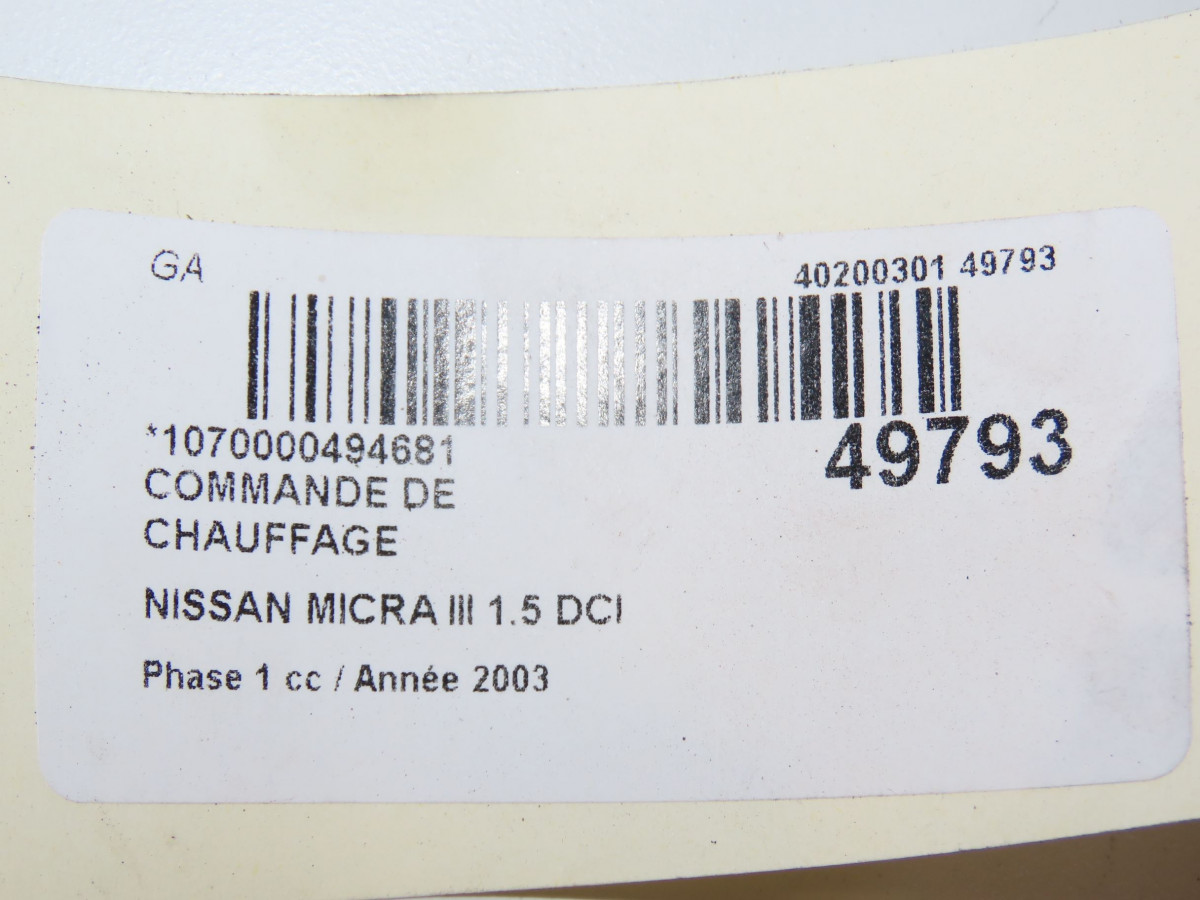 GA
40200301 49793
*1070000494681
49793
COMMANDE DE
CHAUFFAGE
NISSAN MICRA III 1.5 DCI
Phase 1 cc / Année 2003